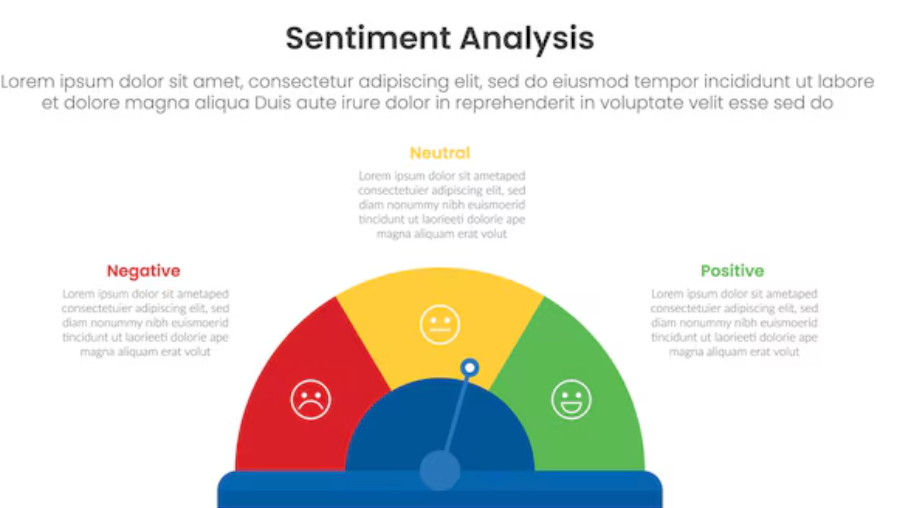 Sentiment Analysis
Lorem ipsum dolor sit amet, consectetur adipiscing elit, sed do eiusmod tempor incididunt ut labore
et dolore magna aliqua Duis aute irure dolor in reprehenderit in voluptate velit esse sed do
Neutral
Lorem ipsum dolor sit ametaped
consectetuier adipiscing elit, sed
diam nonummy nibh euismoerid
tincidunt ut laorieeti dolorie ape
magna aliquam erat volut
Negative
Lorem ipsum dolor sit ametaped
consectetuier adipiscing elit, sed
diam nonummy nibh euismoerid
tincidunt ut laorieeti dolorie ape
magna aliquam erat volut
Positive
Lorem ipsum dolor sit ametaped
consectetuier adipiscing elit, sed
diam nonummy nibh euismoerid
tincidunt ut laorieeti dolorie ape
magna aliquam erat volut